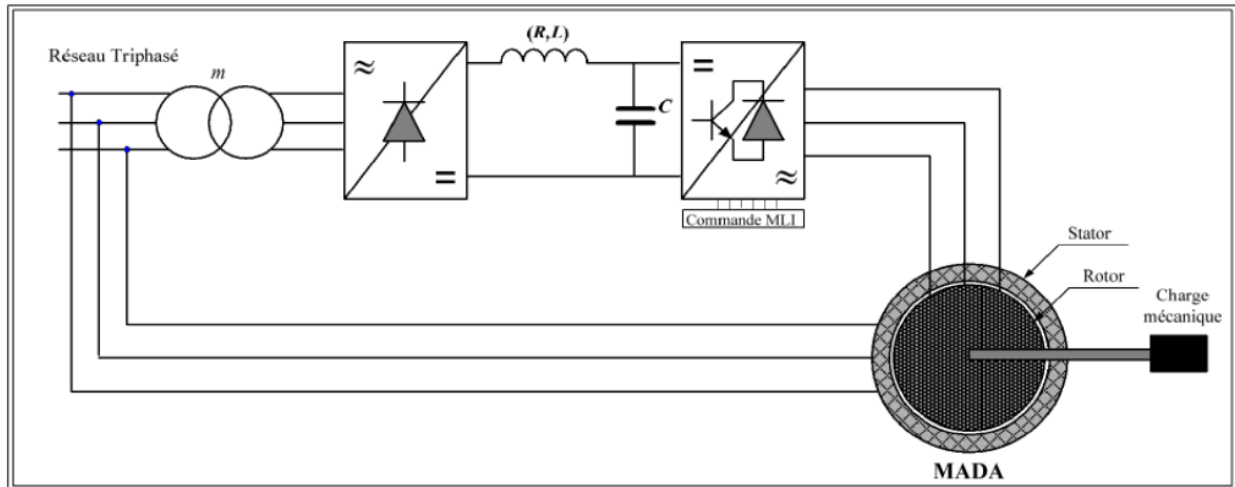 Réseau Triphasé
m
(R,L)
≈
=
C
=
≈
Commande MLI
Stator
Rotor
Charge
mécanique
MADA